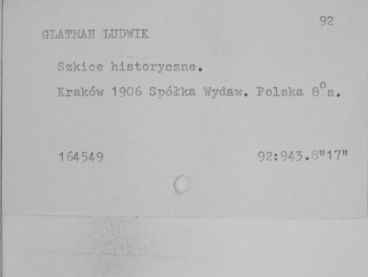 92
GLATMAN LUDWIK
Szkice historyczne.
Kraków 1906 Spółka Wydaw. Polska 8°s.
164549 92:943.8"17"